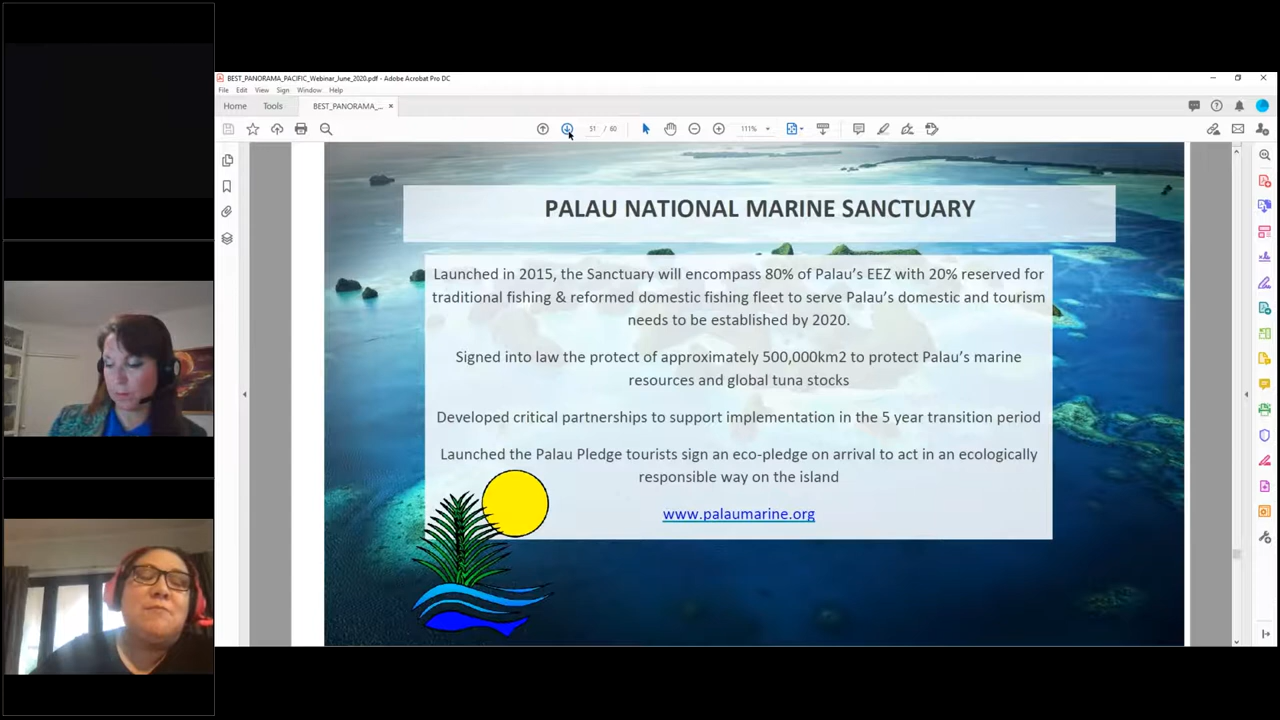 BEST_PANORAMA_PACIFIC_Webinar_June_2020.pdf - Adobe Acrobat Pro DC
File Edit View Sign Window Help
Home Tools BEST_PANORAMA_... ×
51 / 60 111%
PALAU NATIONAL MARINE SANCTUARY
Launched in 2015, the Sanctuary will encompass 80% of Palau's EEZ with 20% reserved for
traditional fishing & reformed domestic fishing fleet to serve Palau's domestic and tourism
needs to be established by 2020.
Signed into law the protect of approximately 500,000km2 to protect Palau's marine
resources and global tuna stocks
Developed critical partnerships to support implementation in the 5 year transition period
Launched the Palau Pledge tourists sign an eco-pledge on arrival to act in an ecologically
responsible way on the island
www.palaumarine.org